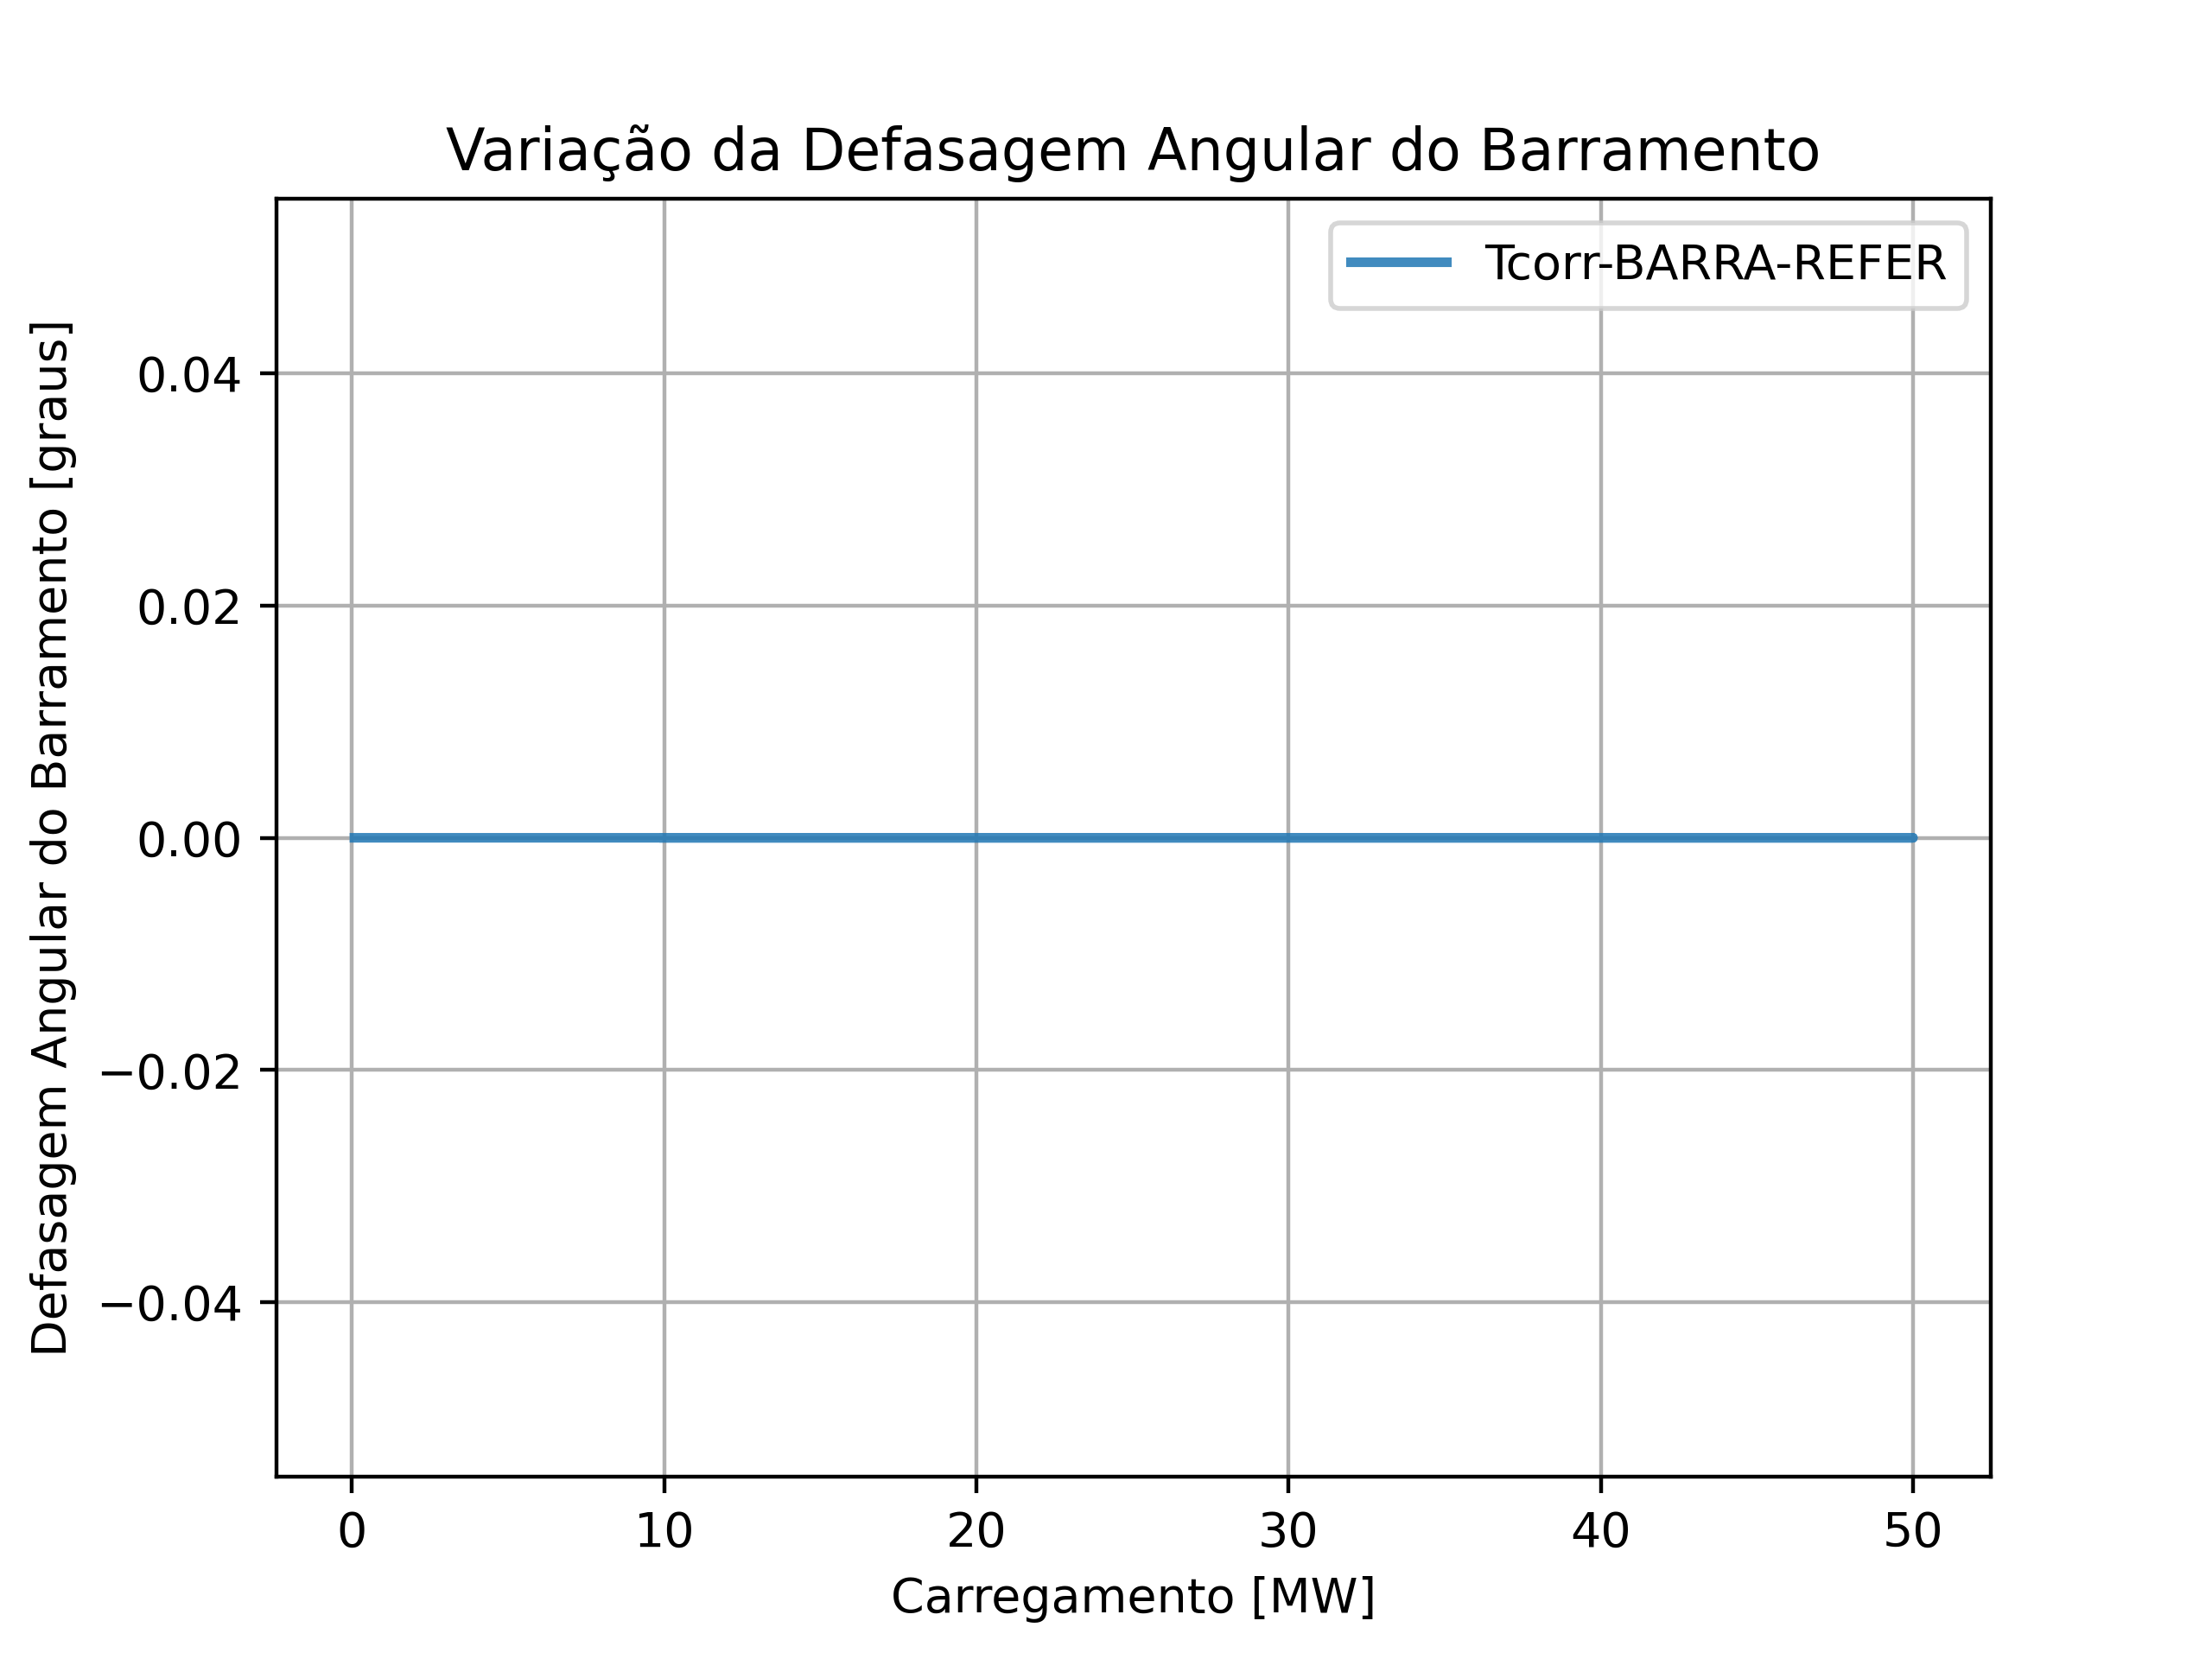 Variação da Defasagem Angular do Barramento
Tcorr-BARRA-REFER
Defasagem Angular do Barramento [graus]
0.04
0.02
0.00
−0.02
−0.04
0 10 20 30 40 50
Carregamento [MW]